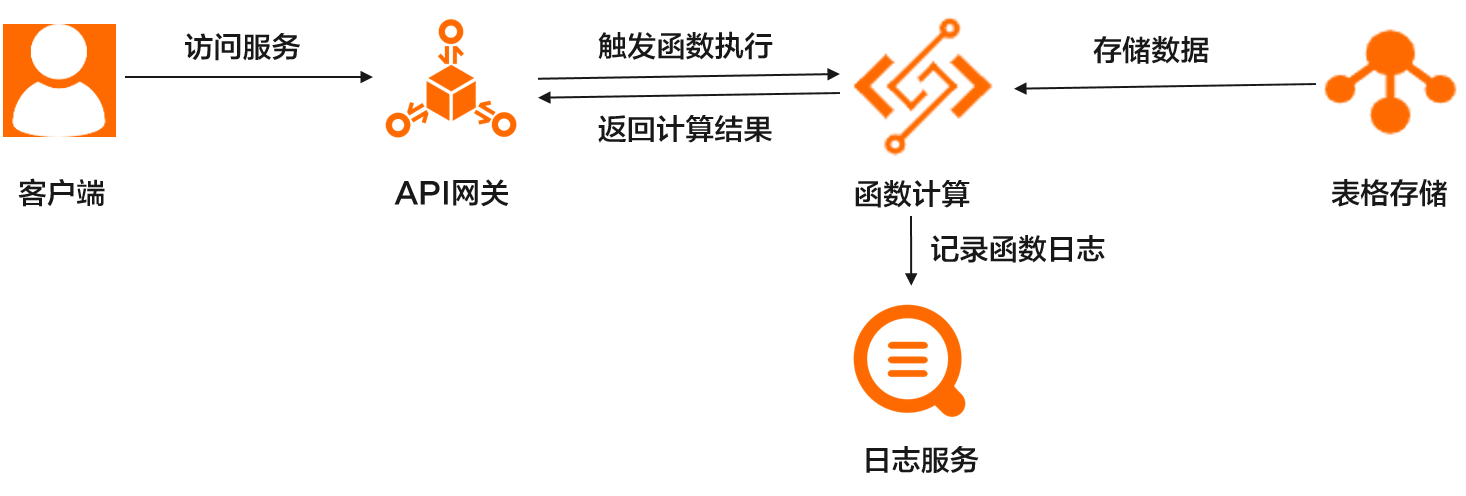 访问服务
触发函数执行
存储数据
返回计算结果
客户端
API网关
函数计算
表格存储
记录函数日志
日志服务